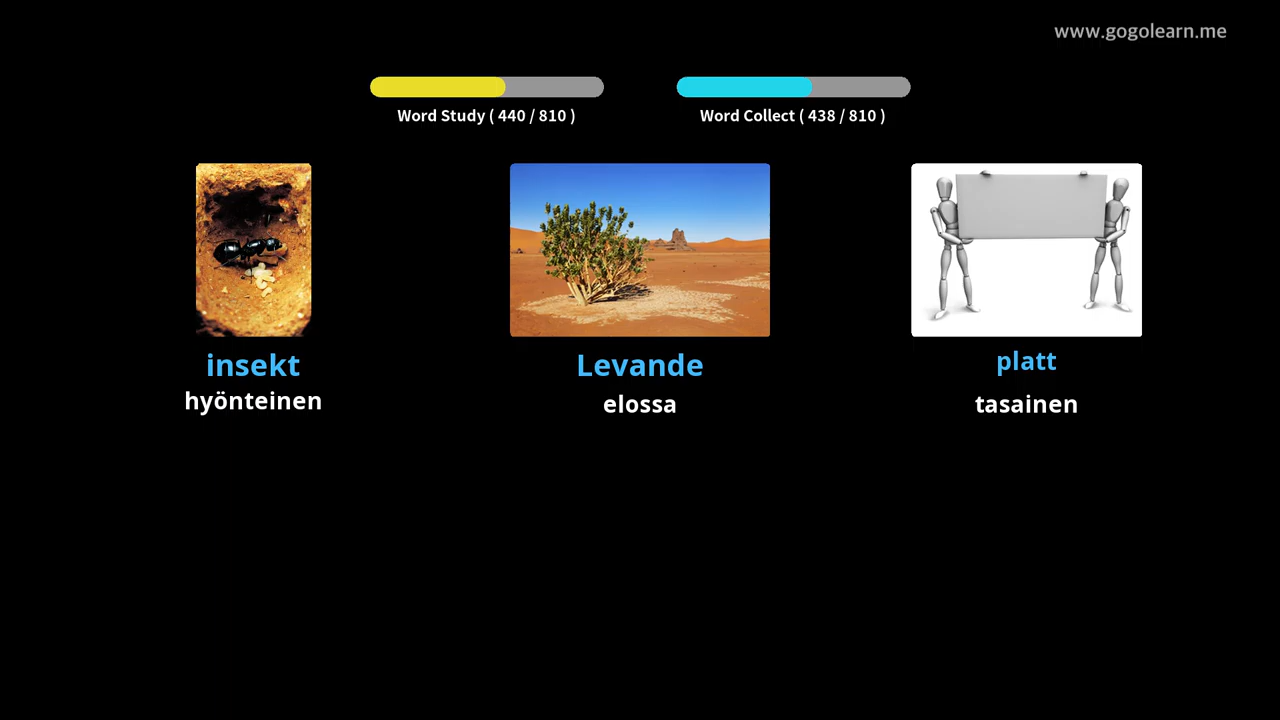 www.gogolearn.me
Word Study ( 440 / 810 )
Word Collect ( 438 / 810 )
insekt
hyönteinen
Levande
elossa
platt
tasainen